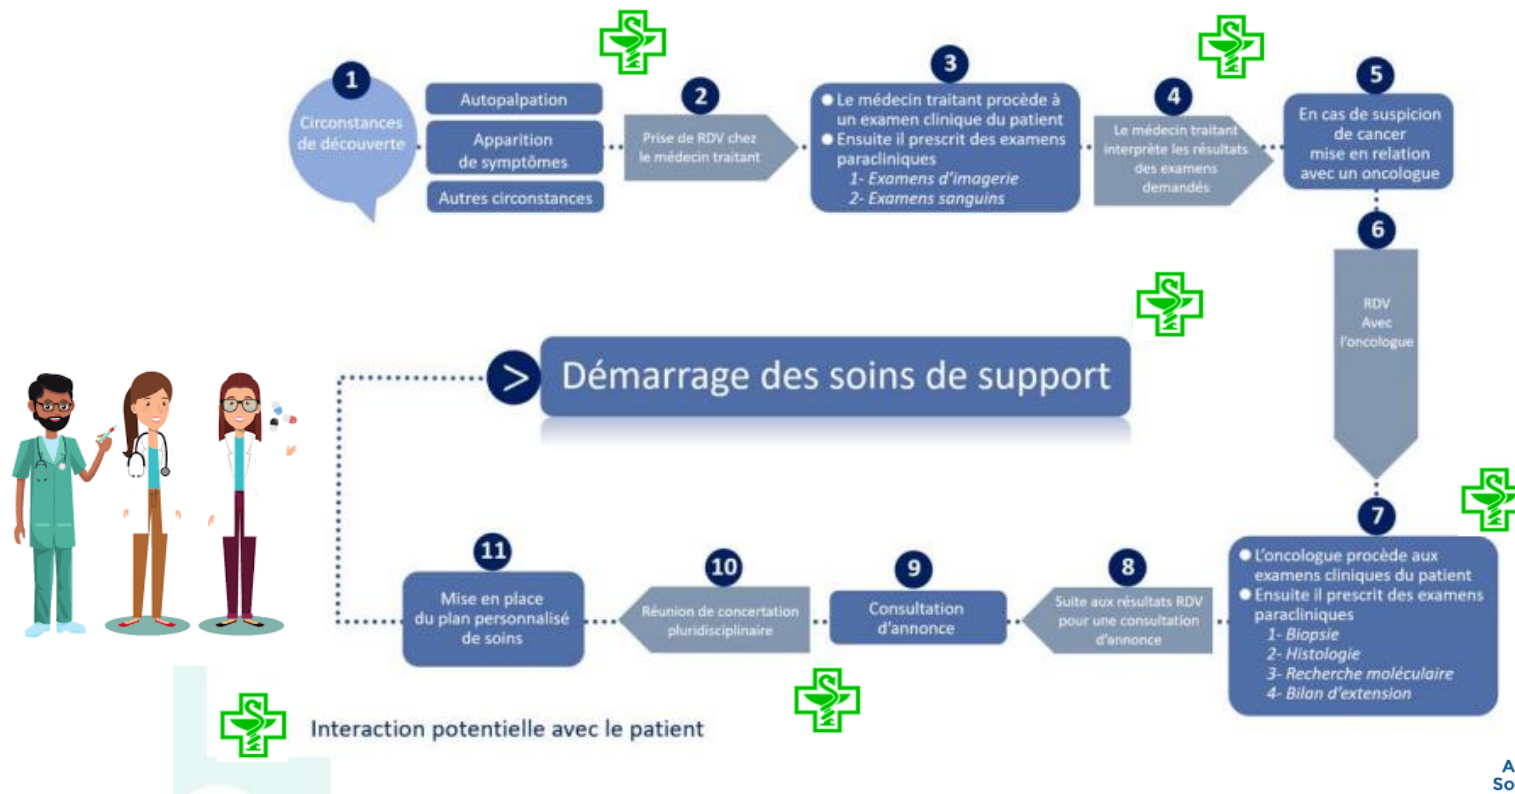 1
Circonstances
de découverte
Autopalpation
Apparition
de symptômes
Autres circonstances
2
Prise de RDV chez
le médecin traitant
3
Le médecin traitant procède à
un examen clinique du patient
Ensuite il prescrit des examens
paracliniques
1- Examens d'imagerie
2- Examens sanguins
4
Le médecin traitant
interprète les résultats
des examens
demandés
5
En cas de suspicion
de cancer
mise en relation
avec un oncologue
6
RDV
Avec
l'oncologue
7
L'oncologue procède aux
examens cliniques du patient
Ensuite il prescrit des examens
paracliniques
1- Biopsie
2- Histologie
3- Recherche moléculaire
4- Bilan d'extension
8
Suite aux résultats RDV
pour une consultation
d'annonce
9
Consultation
d'annonce
10
Réunion de concertation
pluridisciplinaire
11
Mise en place
du plan personnalisé
de soins
> Démarrage des soins de support
Interaction potentielle avec le patient
A
So